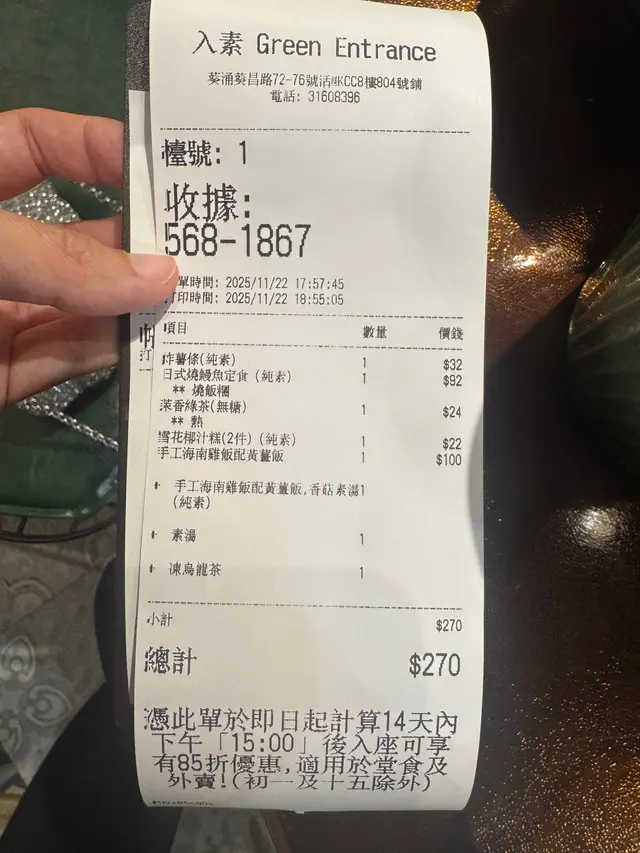 入素 Green Entrance
葵涌葵昌路72-76號活@KCC8樓804號鋪
電話: 31608396
檯號: 1
收據:
568-1867
單時間: 2025/11/22 17:57:45
印時間: 2025/11/22 18:55:05
項目 數量 價錢
炸薯條(純素) 1 $32
日式燒鰻魚定食 (純素) 1 $92
** 燒飯糰
茉香綠茶(無糖) 1 $24
** 熱
雪花椰汁糕(2件) (純素) 1 $22
手工海南雞飯配黃薑飯 1 $100
+ 手工海南雞飯配黃薑飯,香菇素湯1
(純素)
+ 素湯 1
+ 凍烏龍茶 1
小計 $270
總計 $270
憑此單於即日起計算14天內
下午「15:00」後入座可享
有85折優惠,適用於堂食及
外賣!(初一及十五除外)